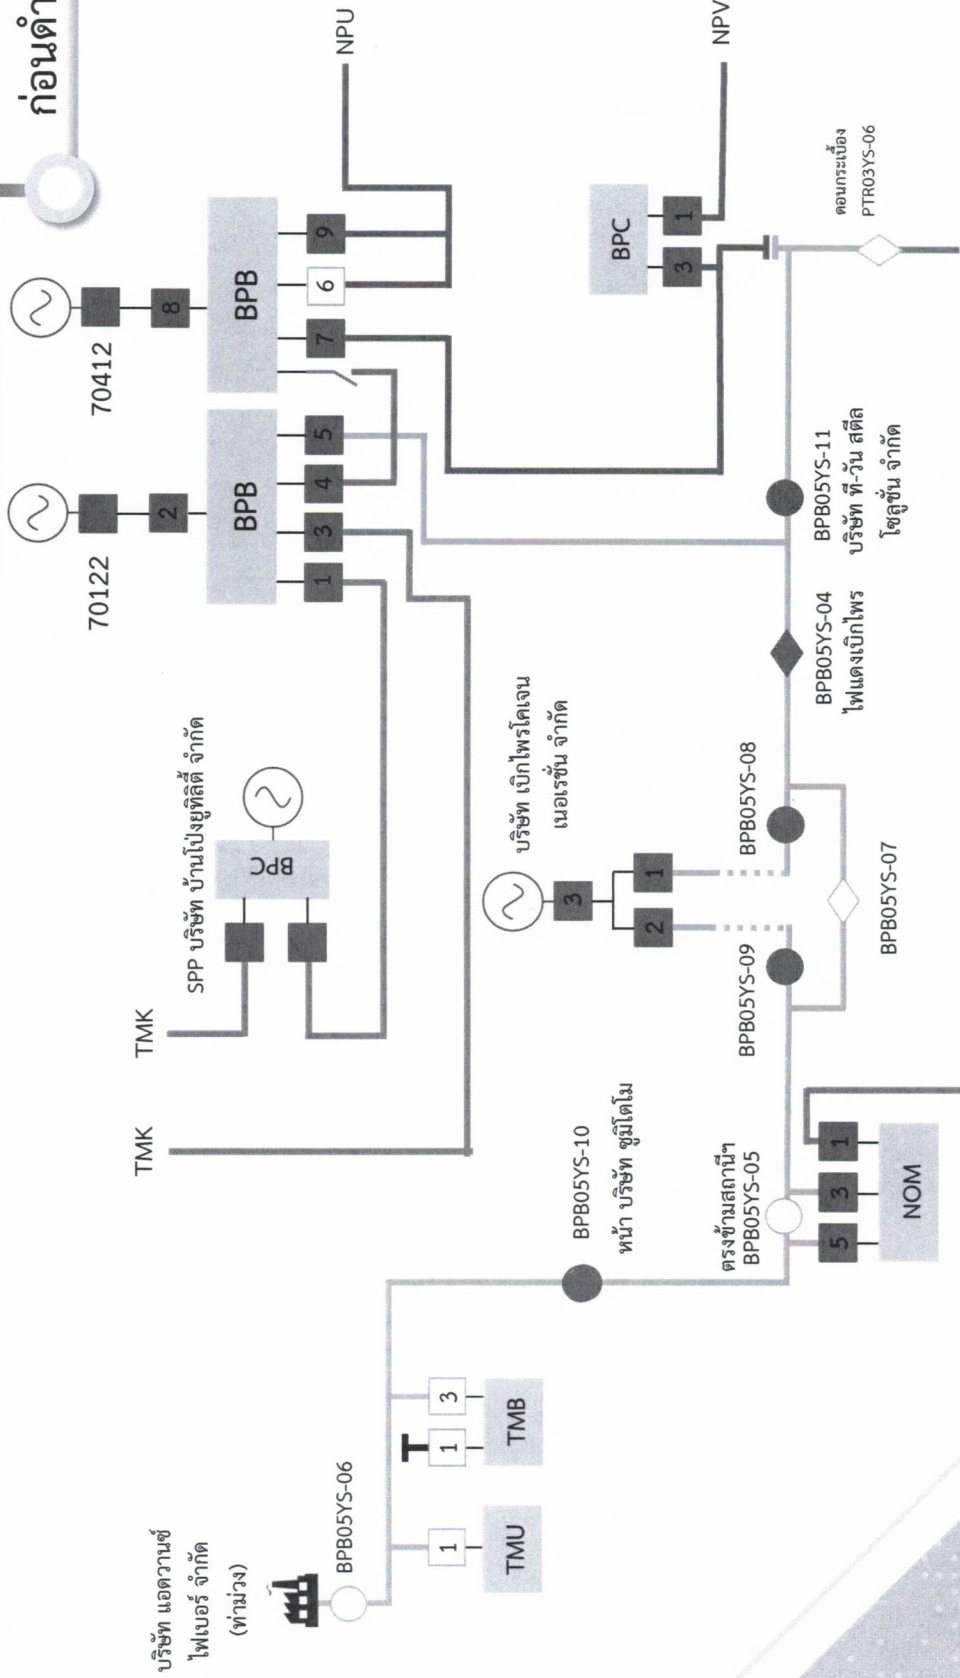 ก่อนดำ
70412
8
BPB
7
6
9
NPU
70122
2
BPB
1
3
4
5
BPC
3
1
NPV
SPP บริษัท บ้านโป่งยูทิลิตี้ จำกัด
BPC
TMK
TMK
ดอนกระเบื้อง
PTR03YS-06
BPB05YS-11
บริษัท ที-วัน สตีล
โซลูชั่น จำกัด
BPB05YS-04
ไฟแดงเบิกไพร
บริษัท เบิกไพรโคเจน
เนอเรชั่น จำกัด
3
2
1
BPB05YS-08
BPB05YS-09
BPB05YS-07
BPB05YS-10
หน้า บริษัท ซูมิโตโม
ตรงข้ามสถานีฯ
BPB05YS-05
5
3
1
NOM
บริษัท แอดวานซ์
ไฟเบอร์ จำกัด
(ท่าม่วง)
BPB05YS-06
1
TMU
1
3
TMB